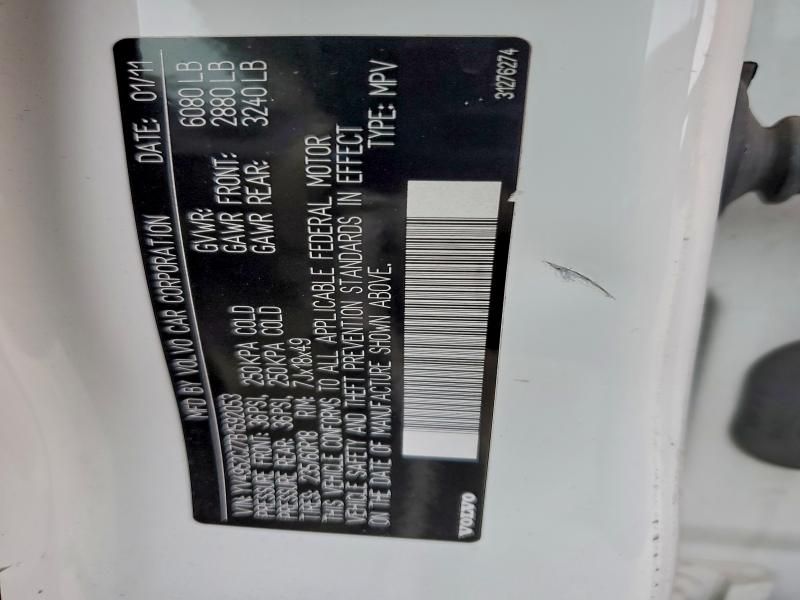 MFD BY VOLVO CAR CORPORATION DATE: 01/11
VIN: YV4952CZ7B1592053 GVWR: 6080 LB
PRESSURE FRONT: 36PSI, 250KPA COLD GAWR FRONT: 2880 LB
PRESSURE REAR: 36PSI, 250KPA COLD GAWR REAR: 3240 LB
TIRES: 235/60R18 RIM: 7Jx18x49
THIS VEHICLE CONFORMS TO ALL APPLICABLE FEDERAL MOTOR
VEHICLE SAFETY AND THEFT PREVENTION STANDARDS IN EFFECT
ON THE DATE OF MANUFACTURE SHOWN ABOVE. TYPE: MPV
VOLVO 31276274